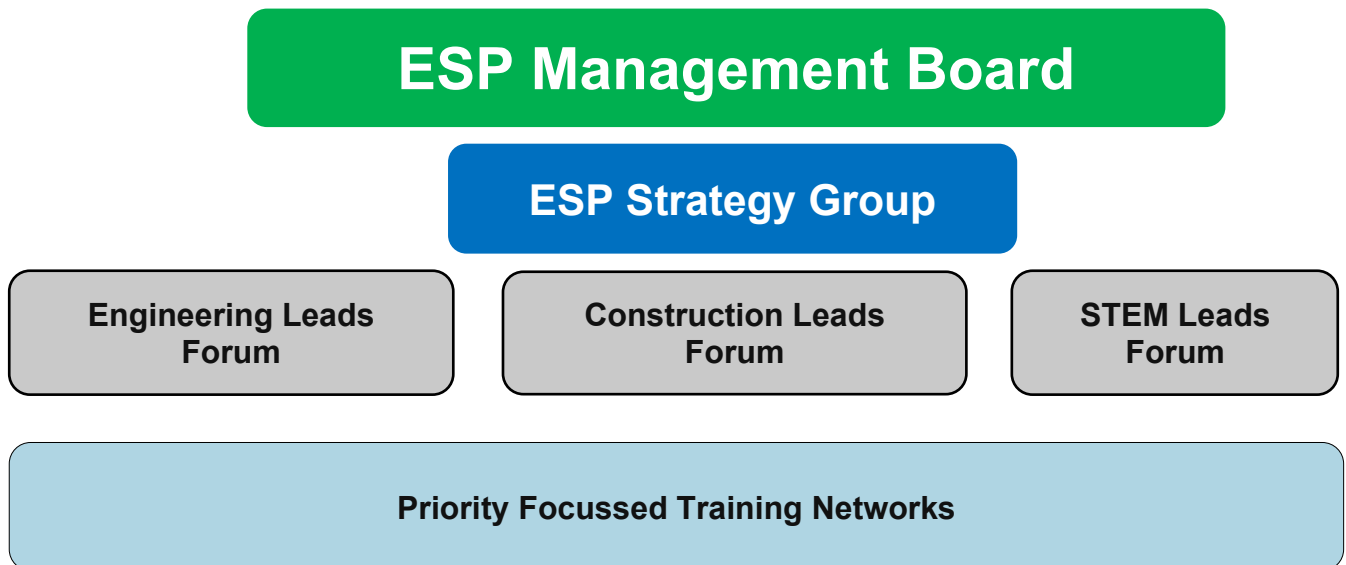 ESP Management Board
ESP Strategy Group
Engineering Leads
Forum
Construction Leads
Forum
STEM Leads
Forum
Priority Focussed Training Networks